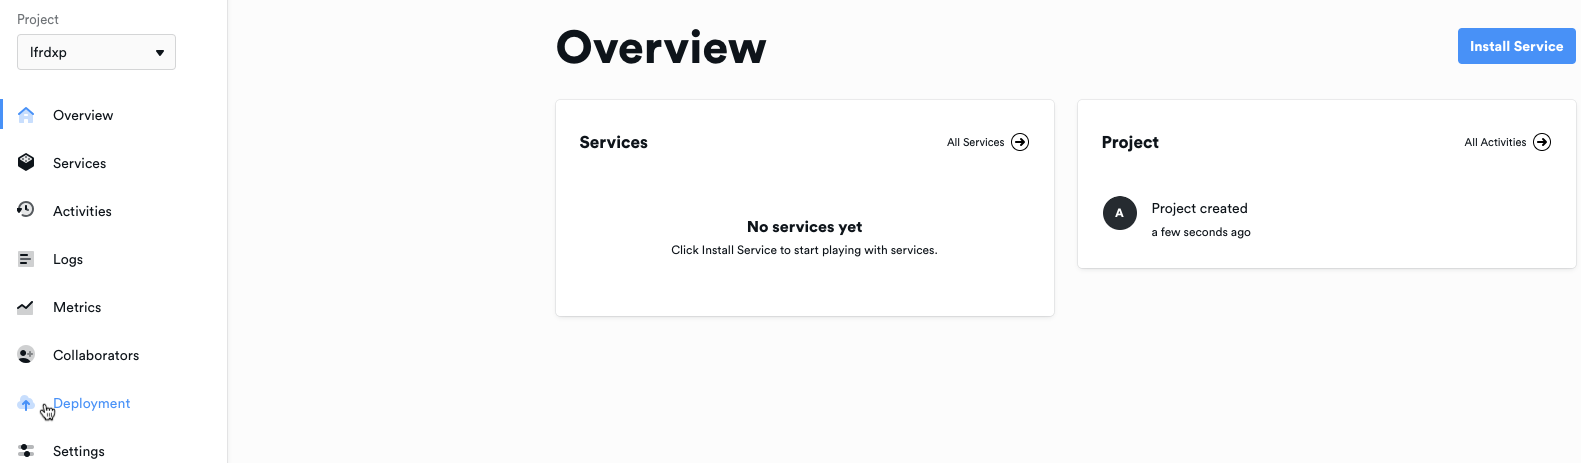 Project
lfrdxp
Overview
Services
Activities
Logs
Metrics
Collaborators
Deployment
Settings
Overview
Install Service
Services
All Services
No services yet
Click Install Service to start playing with services.
Project
All Activities
A
Project created
a few seconds ago